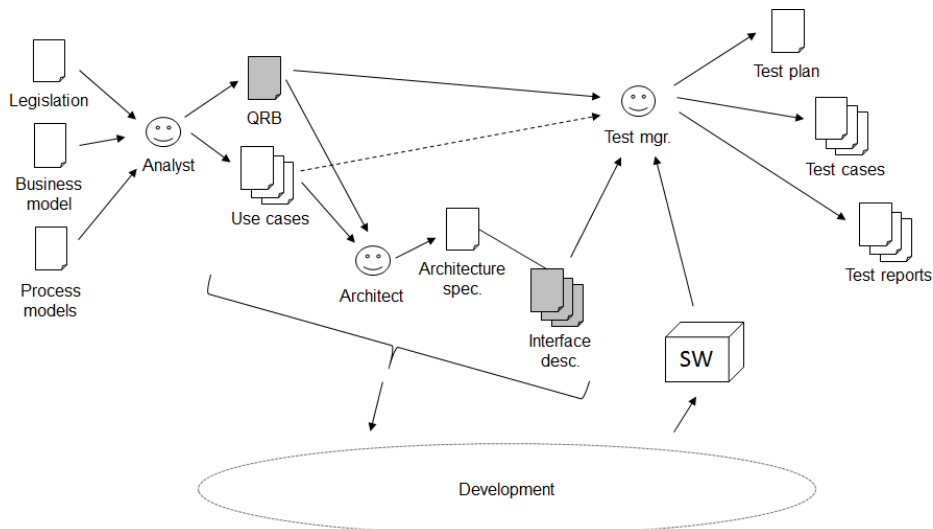 Legislation
Business
model
Process
models
Analyst
QRB
Use cases
Architect
Architecture
spec.
Interface
desc.
Test mgr.
Test plan
Test cases
Test reports
SW
Development